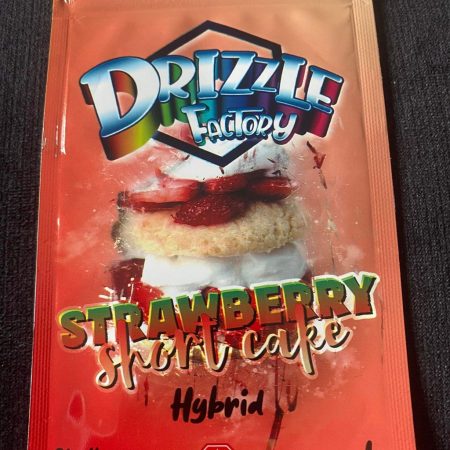 DRIZZLE
FACTORY
STRAWBERRY
short cake
Hybrid